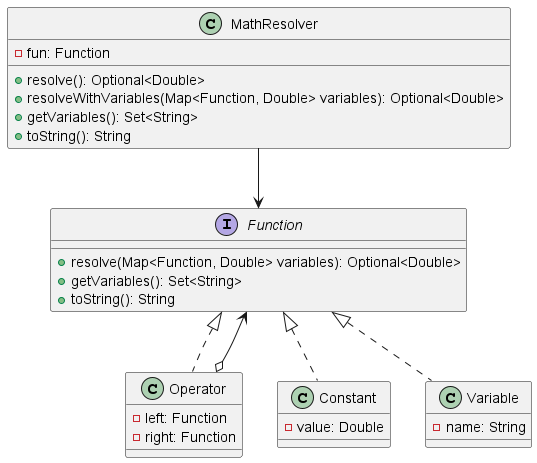 C MathResolver
fun: Function
resolve(): Optional<Double>
resolveWithVariables(Map<Function, Double> variables): Optional<Double>
getVariables(): Set<String>
toString(): String
I Function
resolve(Map<Function, Double> variables): Optional<Double>
getVariables(): Set<String>
toString(): String
C Operator
left: Function
right: Function
C Constant
value: Double
C Variable
name: String